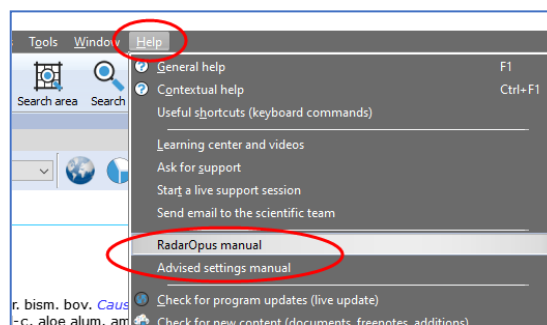 Tools Window Help
Search area Search
General help F1
Contextual help Ctrl+F1
Useful shortcuts (keyboard commands)
Learning center and videos
Ask for support
Start a live support session
Send email to the scientific team
RadarOpus manual
Advised settings manual
r. bism. bov. Caus
Check for program updates (live update)
-c. aloe alum. am
Check for new content (documents, freenotes, additions)